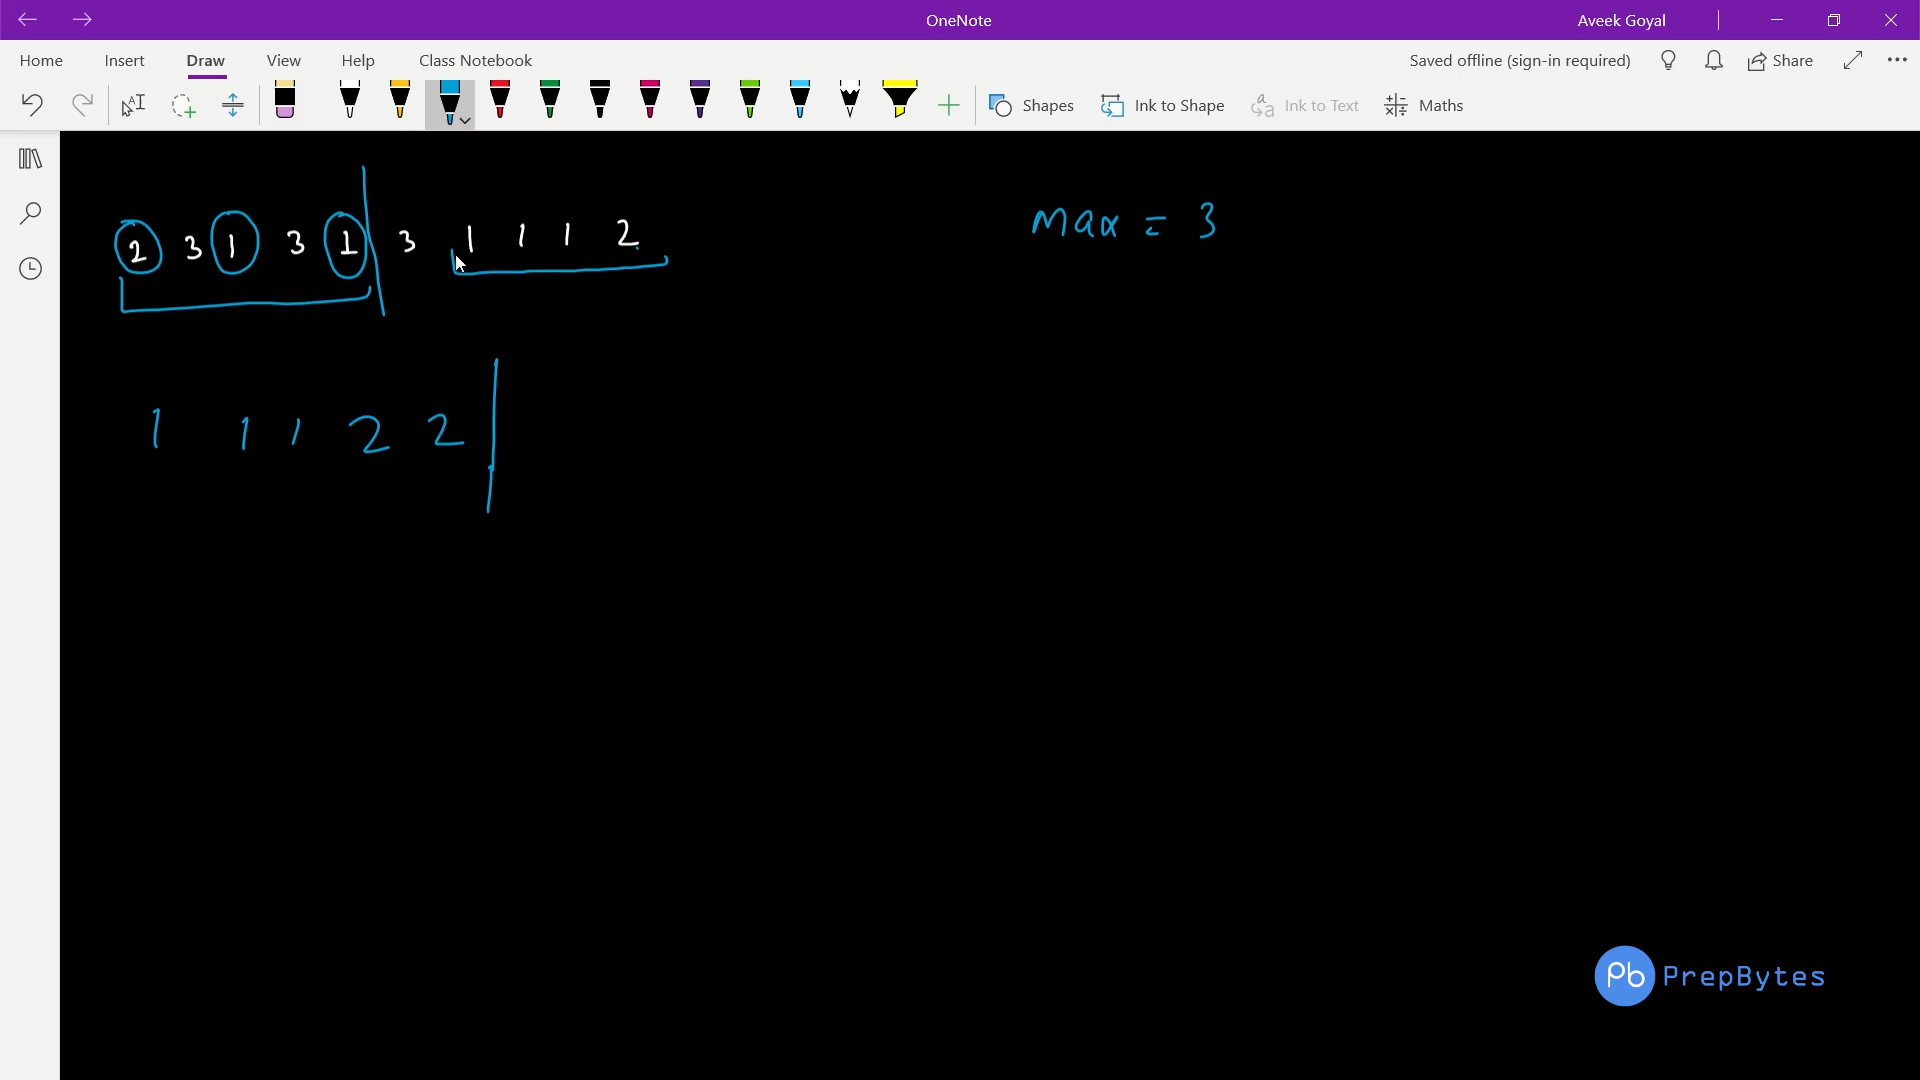 OneNote
Aveek Goyal
Home Insert Draw View Help Class Notebook
Saved offline (sign-in required) Share
Shapes Ink to Shape Ink to Text Maths
2 3 1 3 1 3 1 1 1 2
max = 3
1 1 1 2 2
Pb PrepBytes